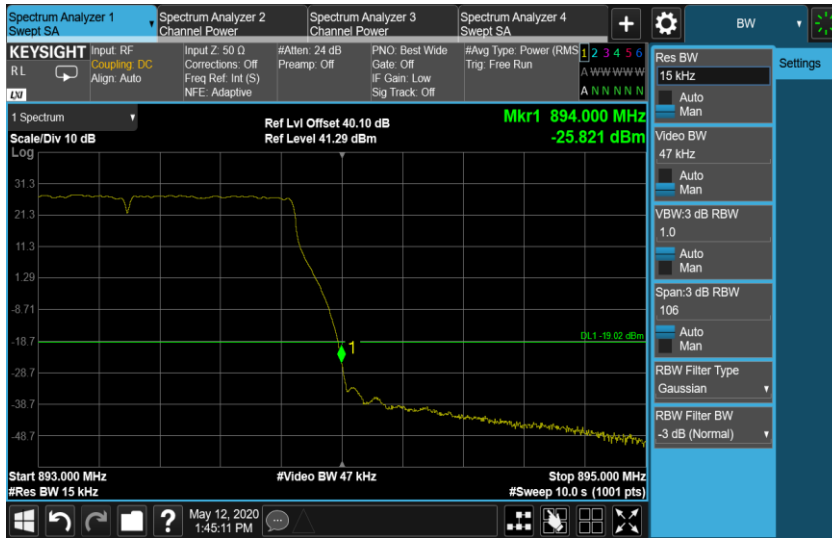 Spectrum Analyzer 1
Swept SA
Spectrum Analyzer 2
Channel Power
Spectrum Analyzer 3
Channel Power
Spectrum Analyzer 4
Swept SA
+
BW
KEYSIGHT
RL
LXI
Input: RF
Coupling: DC
Align: Auto
Input Z: 50 Ω
Corrections: Off
Freq Ref: Int (S)
NFE: Adaptive
#Atten: 24 dB
Preamp: Off
PNO: Best Wide
Gate: Off
IF Gain: Low
Sig Track: Off
#Avg Type: Power (RMS
Trig: Free Run
1 2 3 4 5 6
A W W W W W
A N N N N N
1 Spectrum
Scale/Div 10 dB
Log
Ref Lvl Offset 40.10 dB
Ref Level 41.29 dBm
Mkr1 894.000 MHz
-25.821 dBm
31.3
21.3
11.3
1.29
-8.71
-18.7
-28.7
-38.7
-48.7
DL1 -19.02 dBm
1
Start 893.000 MHz
#Res BW 15 kHz
#Video BW 47 kHz
Stop 895.000 MHz
#Sweep 10.0 s (1001 pts)
Res BW
15 kHz
Auto
Man
Video BW
47 kHz
Auto
Man
VBW:3 dB RBW
1.0
Auto
Man
Span:3 dB RBW
106
Auto
Man
RBW Filter Type
Gaussian
RBW Filter BW
-3 dB (Normal)
Settings
?
May 12, 2020
1:45:11 PM